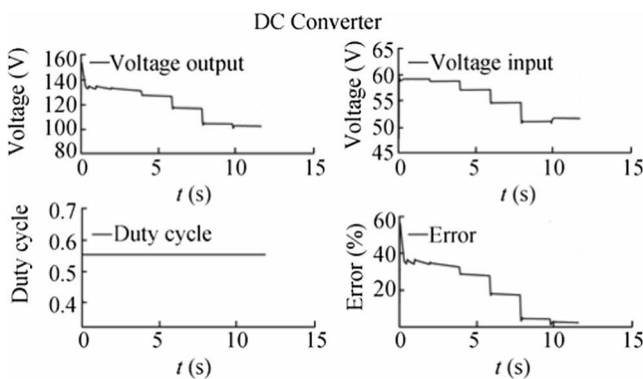 DC Converter
Voltage (V)
160
140
120
100
80
Voltage output
0
5
10
15
t (s)
Voltage (V)
65
60
55
50
45
Voltage input
0
5
10
15
t (s)
Duty cycle
0.7
0.6
0.5
0.4
Duty cycle
0
5
10
15
t (s)
Error (%)
60
40
20
Error
0
5
10
15
t (s)